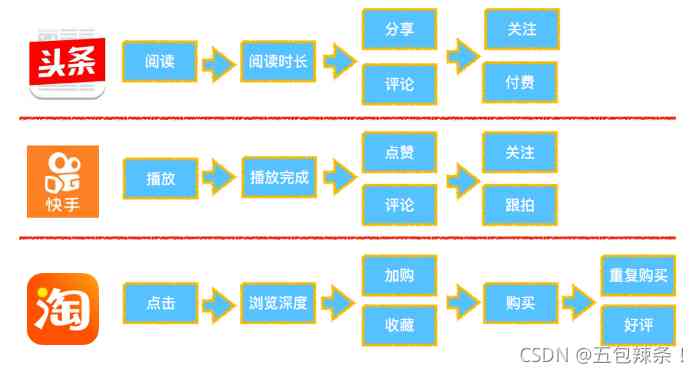 头条
阅读
阅读时长
分享
评论
关注
付费
快手
播放
播放完成
点赞
评论
关注
跟拍
淘
点击
浏览深度
加购
收藏
购买
重复购买
好评
CSDN @五包辣条！